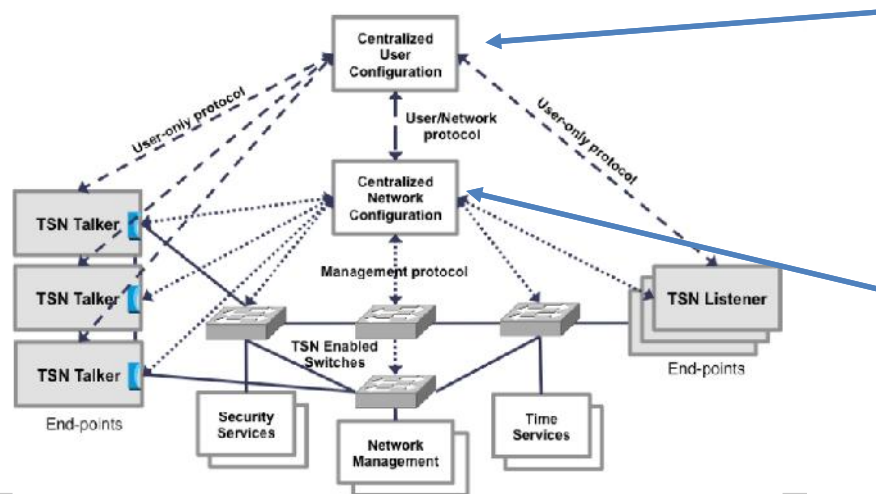 Centralized
User
Configuration
User-only protocol
User-only protocol
User/Network
protocol
Centralized
Network
Configuration
TSN Talker
Management protocol
TSN Talker
TSN Listener
TSN Enabled
Switches
TSN Talker
End-points
End-points
Security
Services
Time
Services
Network
Management